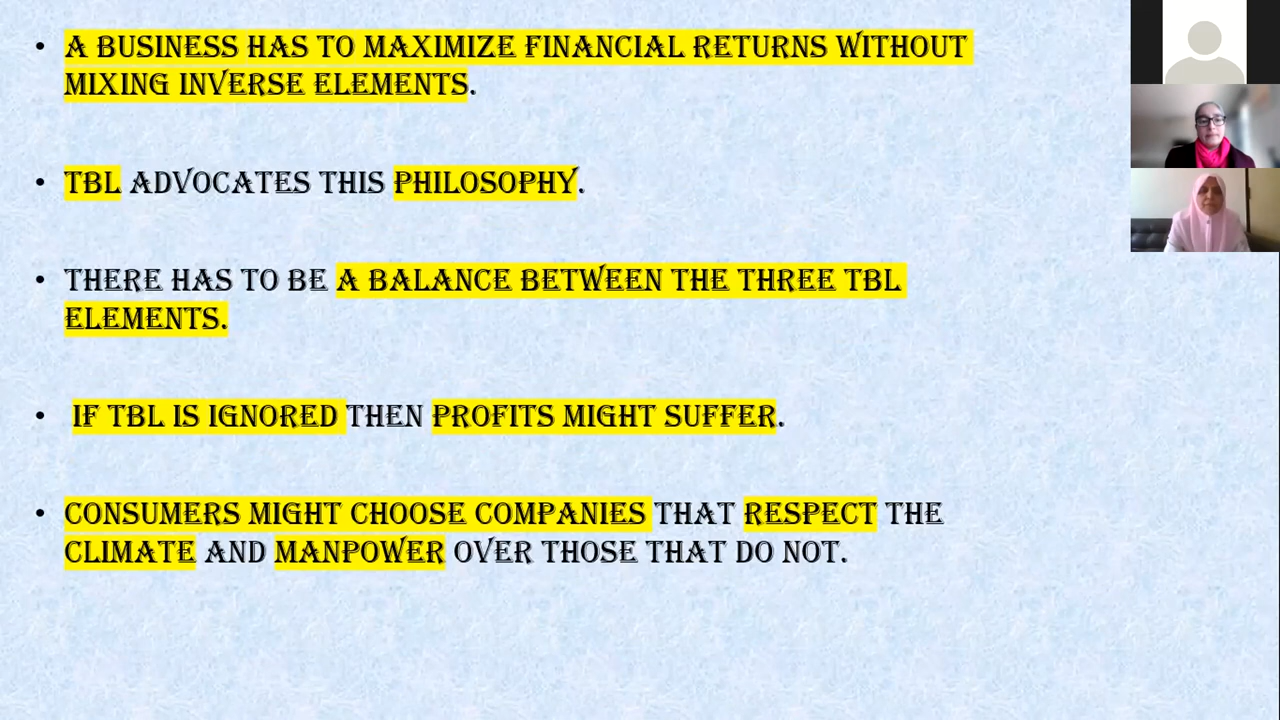 • A BUSINESS HAS TO MAXIMIZE FINANCIAL RETURNS WITHOUT
MIXING INVERSE ELEMENTS.
• TBL ADVOCATES THIS PHILOSOPHY.
• THERE HAS TO BE A BALANCE BETWEEN THE THREE TBL
ELEMENTS.
• IF TBL IS IGNORED THEN PROFITS MIGHT SUFFER.
• CONSUMERS MIGHT CHOOSE COMPANIES THAT RESPECT THE
CLIMATE AND MANPOWER OVER THOSE THAT DO NOT.